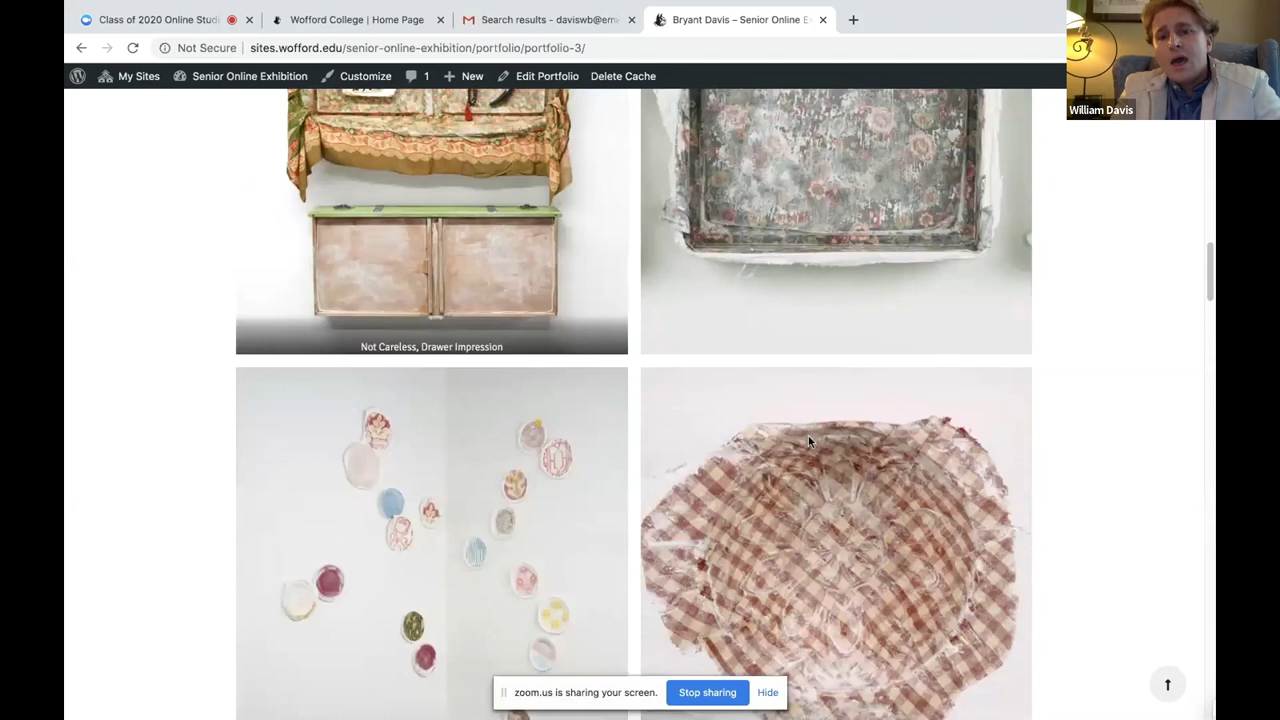 Class of 2020 Online Studi
Wofford College | Home Page
Search results - daviswb@em
Bryant Davis – Senior Online E
Not Secure
sites.wofford.edu/senior-online-exhibition/portfolio/portfolio-3/
My Sites
Senior Online Exhibition
Customize
1
New
Edit Portfolio
Delete Cache
William Davis
Not Careless, Drawer Impression
zoom.us is sharing your screen.
Stop sharing
Hide